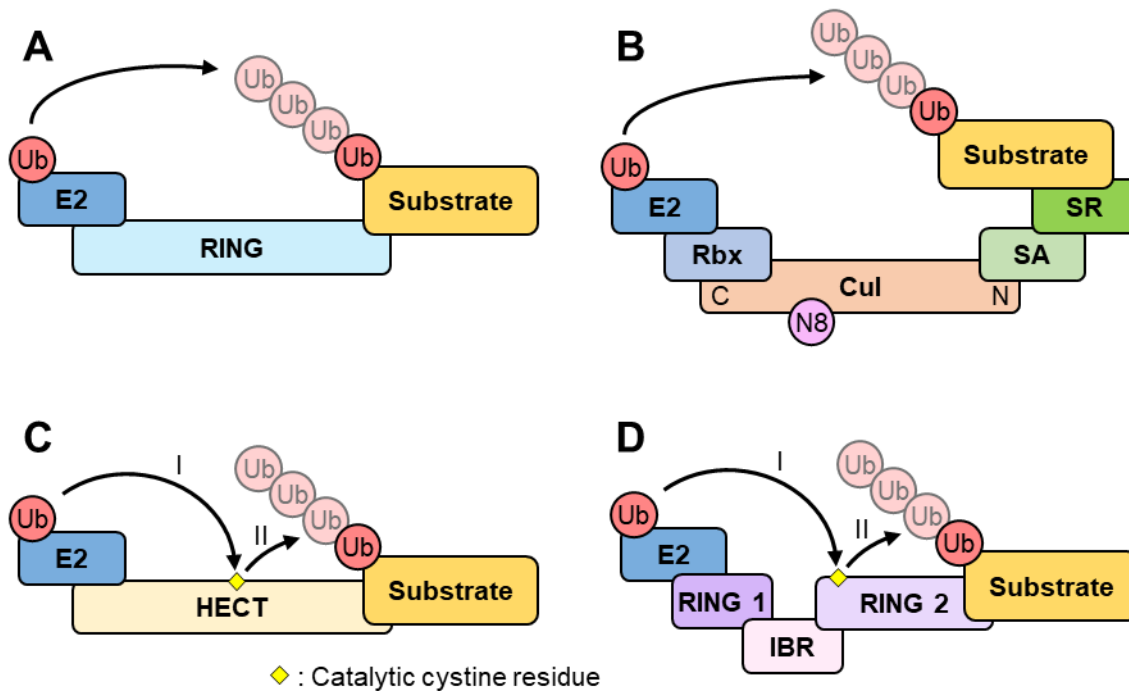 A
Ub
Ub
Ub
Ub
Ub
E2
Substrate
RING
B
Ub
Ub
Ub
Ub
Ub
Substrate
E2
SR
Rbx
SA
C
Cul
N
N8
C
I
Ub
Ub
Ub
II
Ub
Ub
E2
Substrate
HECT
D
I
Ub
Ub
Ub
II
Ub
Ub
E2
Substrate
RING 1
RING 2
IBR
: Catalytic cystine residue